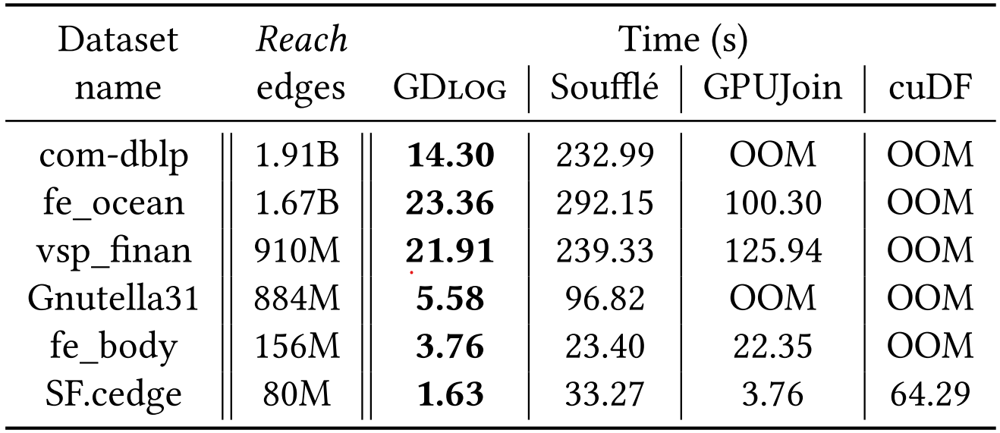 Dataset Reach Time (s)
name edges GDLOG Soufflé GPUJoin cuDF
com-dblp 1.91B 14.30 232.99 OOM OOM
fe_ocean 1.67B 23.36 292.15 100.30 OOM
vsp_finan 910M 21.91 239.33 125.94 OOM
Gnutella31 884M 5.58 96.82 OOM OOM
fe_body 156M 3.76 23.40 22.35 OOM
SF.cedge 80M 1.63 33.27 3.76 64.29